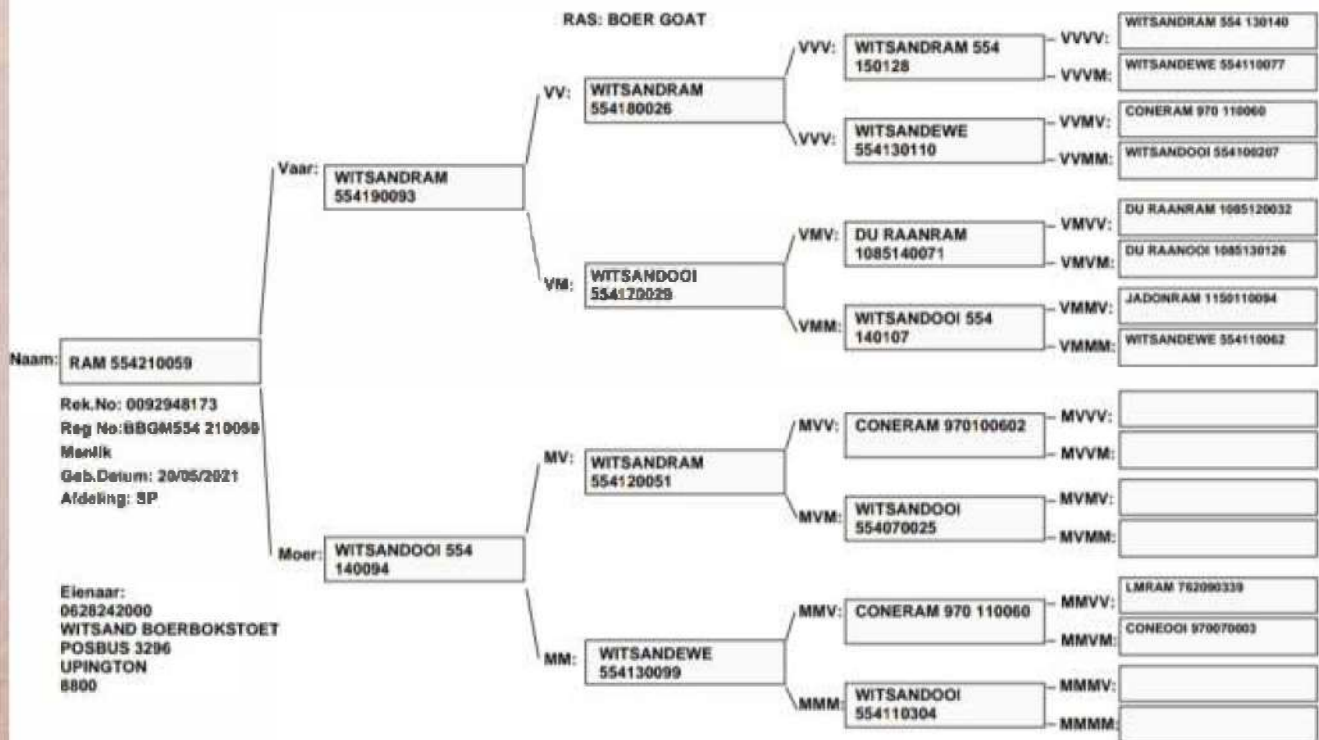 RAS: BOER GOAT
Naam:
RAM 554210059
Rek.No: 0092948173
Reg No:BBGM554 210059
Manlik
Geb.Datum: 20/05/2021
Afdeling: SP
Eienaar:
0628242000
WITSAND BOERBOKSTOET
POSBUS 3296
UPINGTON
8800
Vaar:
WITSANDRAM
554190093
Moer:
WITSANDOOI 554
140094
VV:
WITSANDRAM
554180026
VM:
WITSANDOOI
554170029
MV:
WITSANDRAM
554120051
MM:
WITSANDEWE
554130099
VVV:
WITSANDRAM 554
150128
VVV:
WITSANDEWE
554130110
VMV:
DU RAANRAM
1085140071
VMM:
WITSANDOOI 554
140107
MVV:
CONERAM 970100602
MVM:
WITSANDOOI
554070025
MMV:
CONERAM 970 110060
MMM:
WITSANDOOI
554110304
VVVV:
WITSANDRAM 554 130140
VVVM:
WITSANDEWE 554110077
VVMV:
CONERAM 970 110060
VVMM:
WITSANDOOI 554100207
VMVV:
DU RAANRAM 1085120032
VMVM:
DU RAANOOI 1085130126
VMMV:
JADONRAM 1150110094
VMMM:
WITSANDEWE 554110062
MVVV:
MVVM:
MVMV:
MVMM:
MMVV:
LMRAM 762090339
MMVM:
CONEOOI 970070003
MMMV:
MMMM: